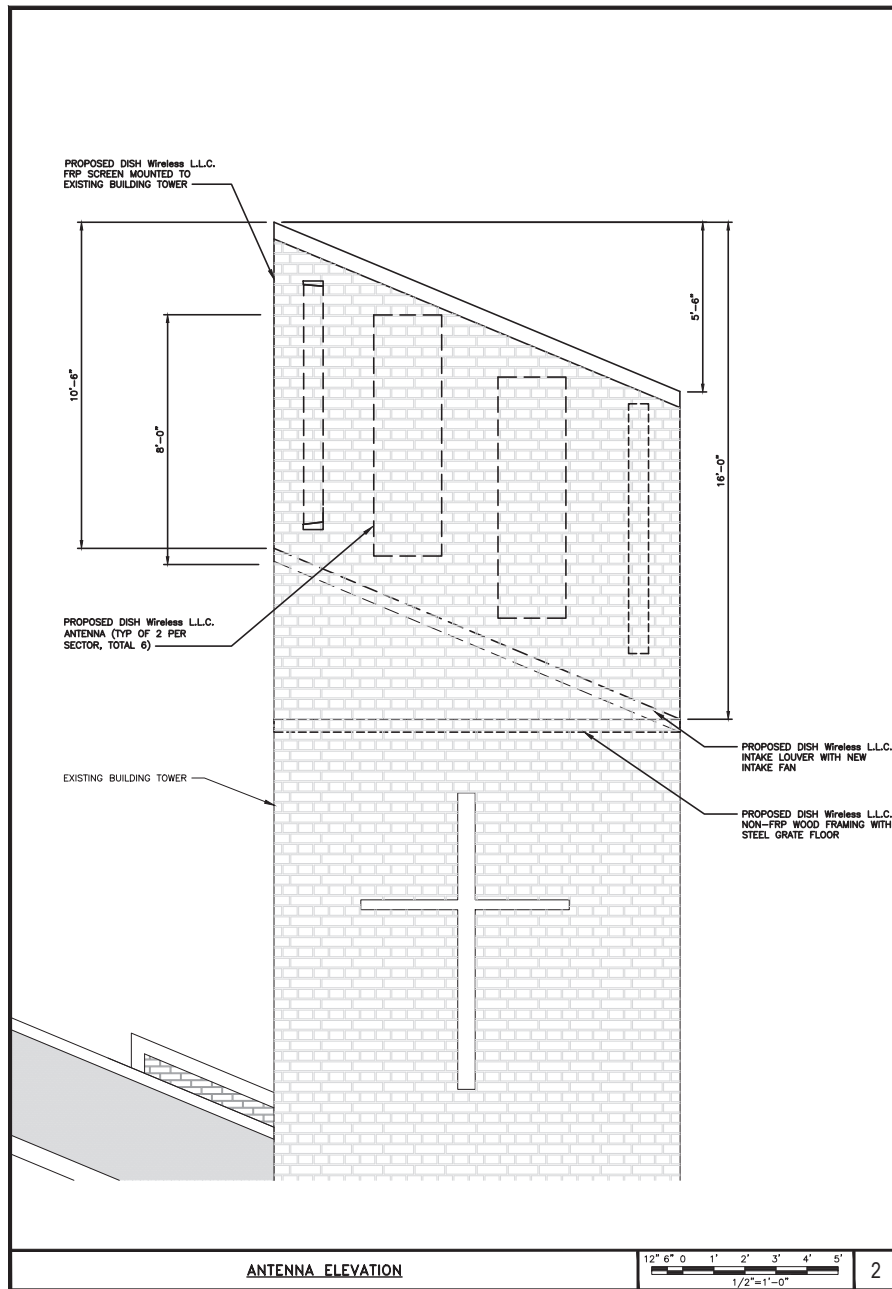 PROPOSED DISH Wireless L.L.C.
FRP SCREEN MOUNTED TO
EXISTING BUILDING TOWER
10'-6"
8'-0"
5'-6"
16'-0"
PROPOSED DISH Wireless L.L.C.
ANTENNA (TYP OF 2 PER
SECTOR, TOTAL 6)
PROPOSED DISH Wireless L.L.C.
INTAKE LOUVER WITH NEW
INTAKE FAN
EXISTING BUILDING TOWER
PROPOSED DISH Wireless L.L.C.
NON-FRP WOOD FRAMING WITH
STEEL GRATE FLOOR
ANTENNA ELEVATION
12" 6" 0 1' 2' 3' 4' 5'
1/2"=1'-0"
2